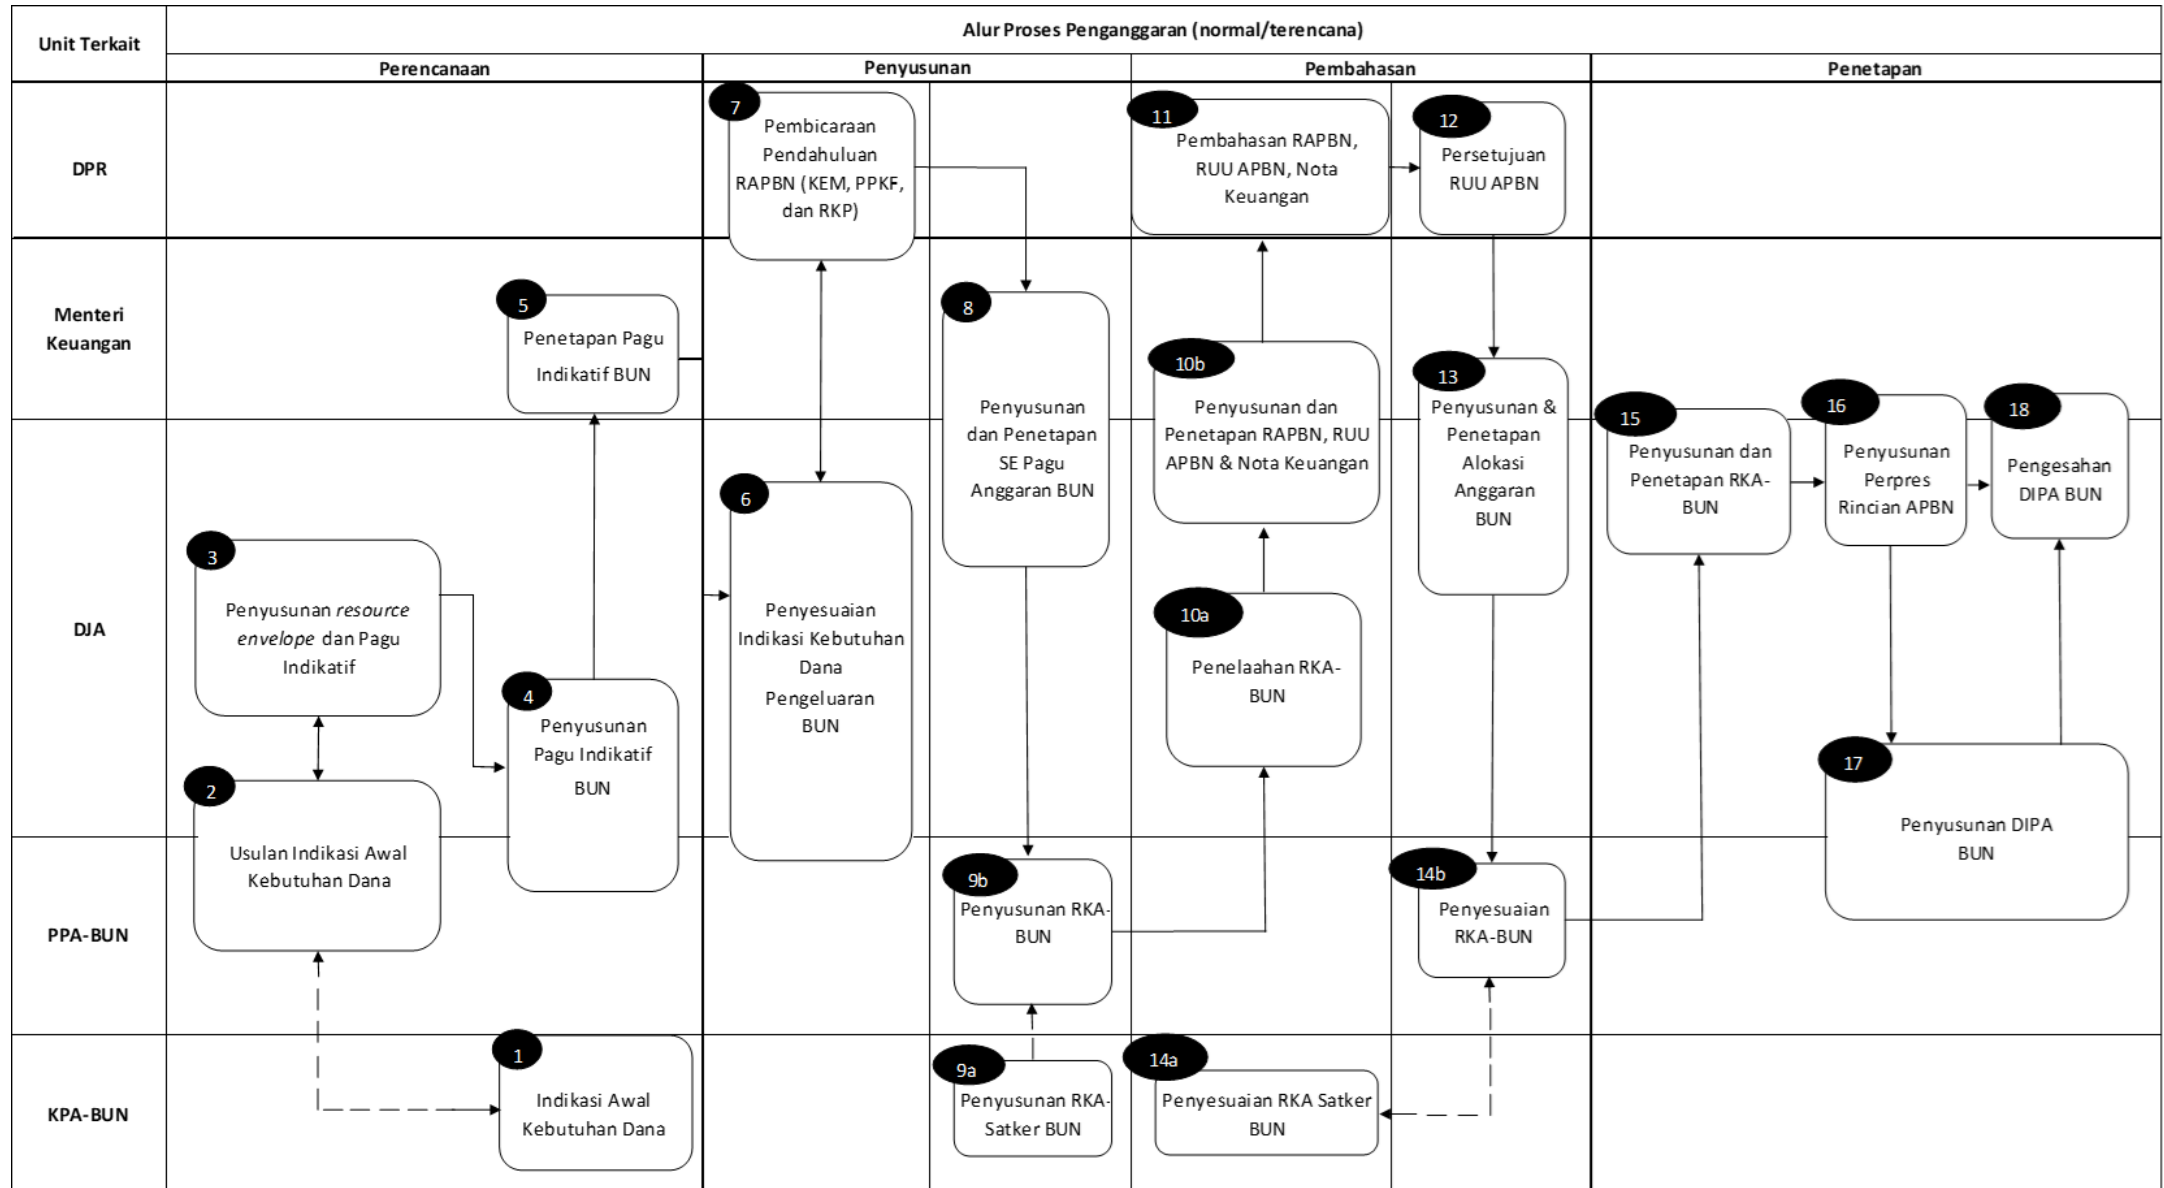 Unit Terkait
Alur Proses Penganggaran (normal/terencana)
Perencanaan
Penyusunan
Pembahasan
Penetapan
DPR
7
Pembicaraan
Pendahuluan
RAPBN (KEM, PPKF,
dan RKP)
11
Pembahasan RAPBN,
RUU APBN, Nota
Keuangan
12
Persetujuan
RUU APBN
Menteri
Keuangan
5
Penetapan Pagu
Indikatif BUN
8
Penyusunan
dan Penetapan
SE Pagu
Anggaran BUN
10b
Penyusunan dan
Penetapan RAPBN, RUU
APBN & Nota Keuangan
13
Penyusunan &
Penetapan
Alokasi
Anggaran
BUN
15
Penyusunan dan
Penetapan RKA-
BUN
16
Penyusunan
Perpres
Rincian APBN
18
Pengesahan
DIPA BUN
DJA
3
Penyusunan resource
envelope dan Pagu
Indikatif
4
Penyusunan
Pagu Indikatif
BUN
6
Penyesuaian
Indikasi Kebutuhan
Dana
Pengeluaran
BUN
10a
Penelaahan RKA-
BUN
17
Penyusunan DIPA
BUN
2
Usulan Indikasi Awal
Kebutuhan Dana
PPA-BUN
9b
Penyusunan RKA-
BUN
14b
Penyesuaian
RKA-BUN
KPA-BUN
1
Indikasi Awal
Kebutuhan Dana
9a
Penyusunan RKA-
Satker BUN
14a
Penyesuaian RKA Satker
BUN